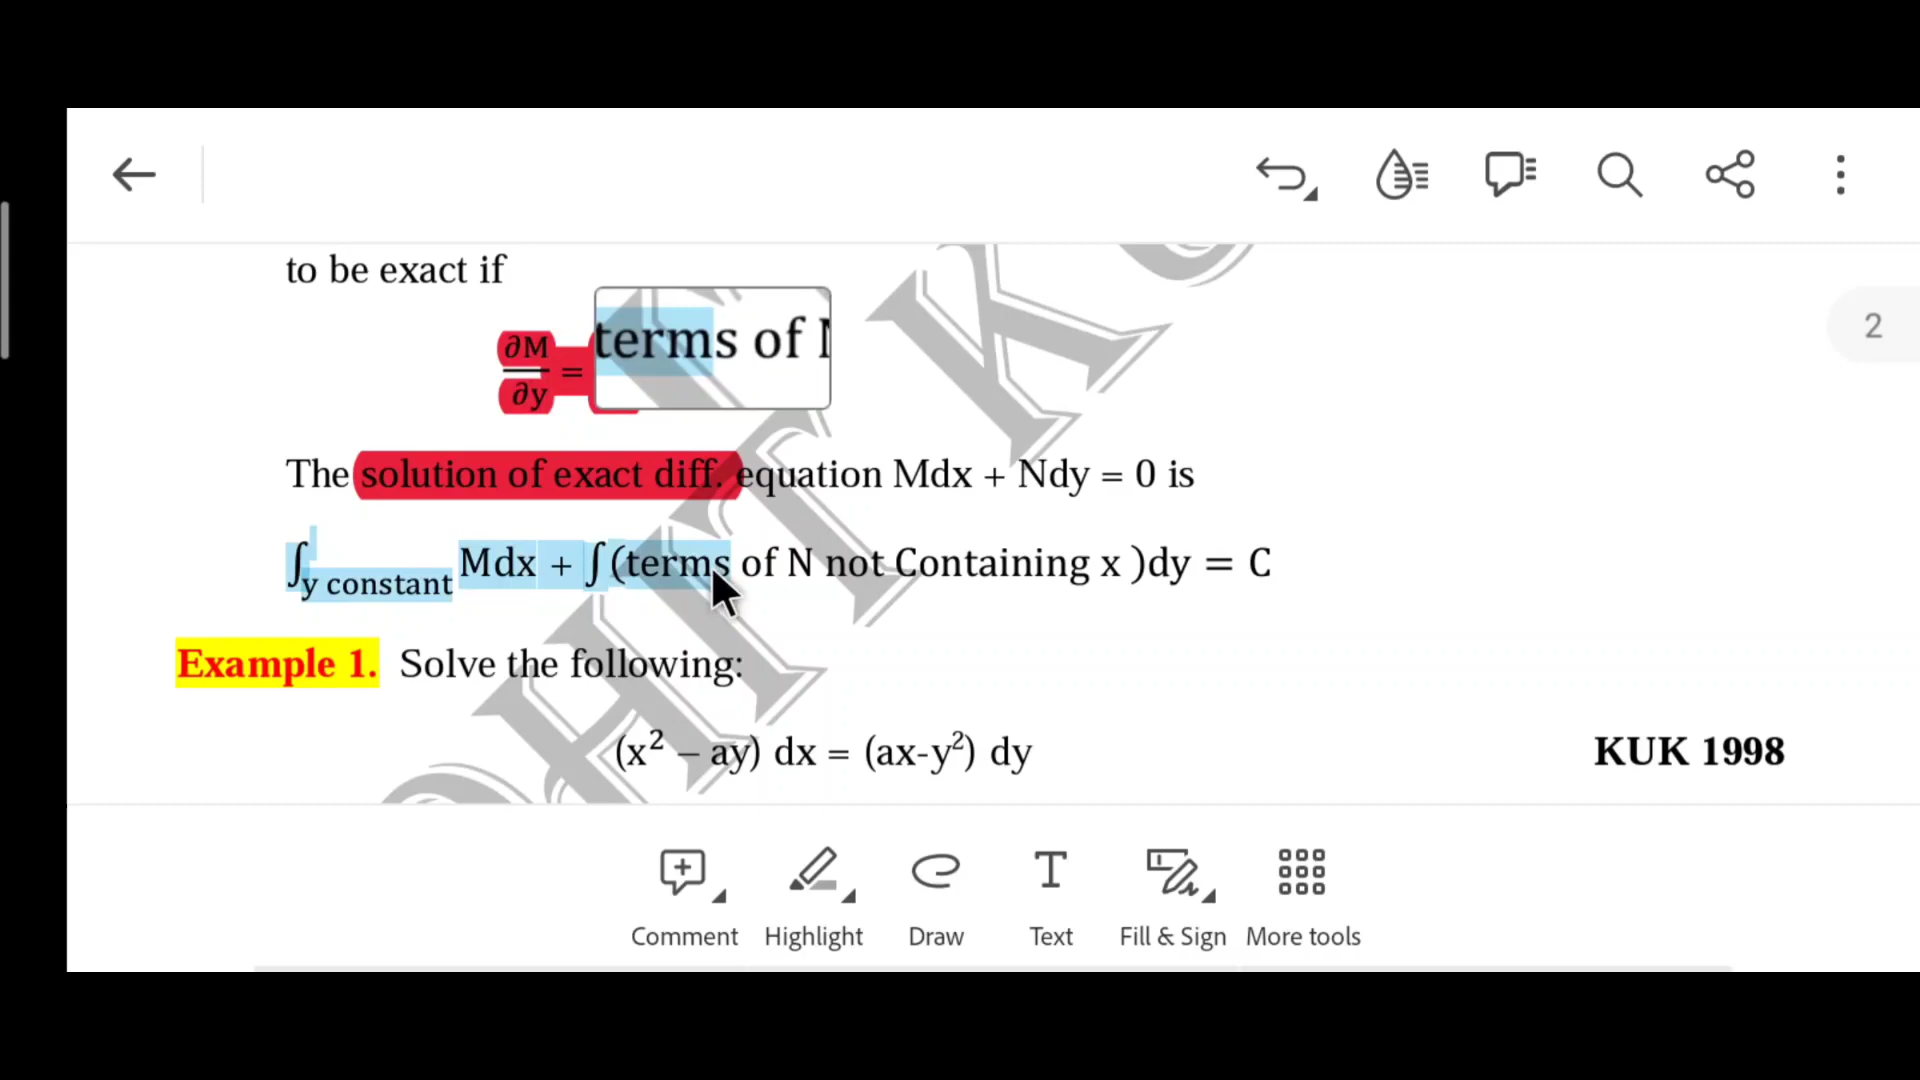 to be exact if
terms of
∂M/∂y =
2
The solution of exact diff. equation Mdx + Ndy = 0 is
∫y constant Mdx + ∫(terms of N not Containing x )dy = C
Example 1. Solve the following:
(x² – ay) dx = (ax-y²) dy KUK 1998
Comment Highlight Draw Text Fill & Sign More tools